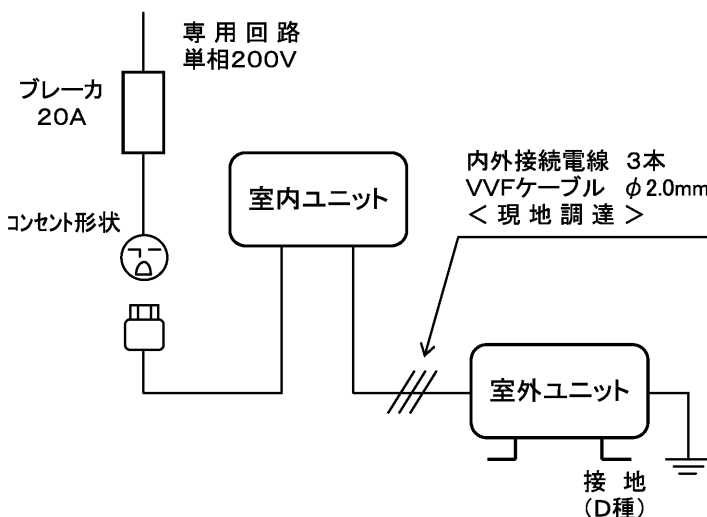 専用回路
単相200V
ブレーカ
20A
コンセント形状
室内ユニット
内外接続電線 3本
VVFケーブル φ2.0mm
＜現地調達＞
室外ユニット
接地
(D種)